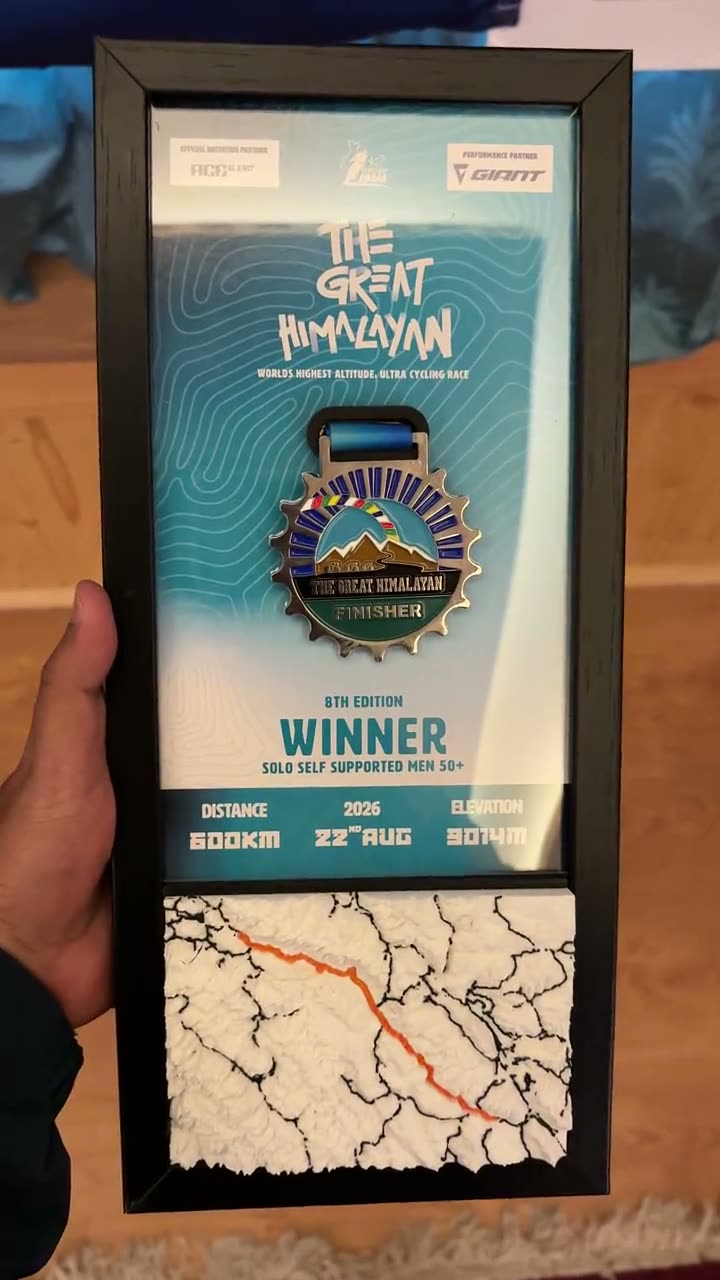 OFFICIAL NUTRITION PARTNER
PERFORMANCE PARTNER
GIANT
THE
GREAT
HIMALAYAN
WORLDS HIGHEST ALTITUDE, ULTRA CYCLING RACE
THE GREAT HIMALAYAN
FINISHER
8TH EDITION
WINNER
SOLO SELF SUPPORTED MEN 50+
DISTANCE
600KM
2026
22ND AUG
ELEVATION
9014M